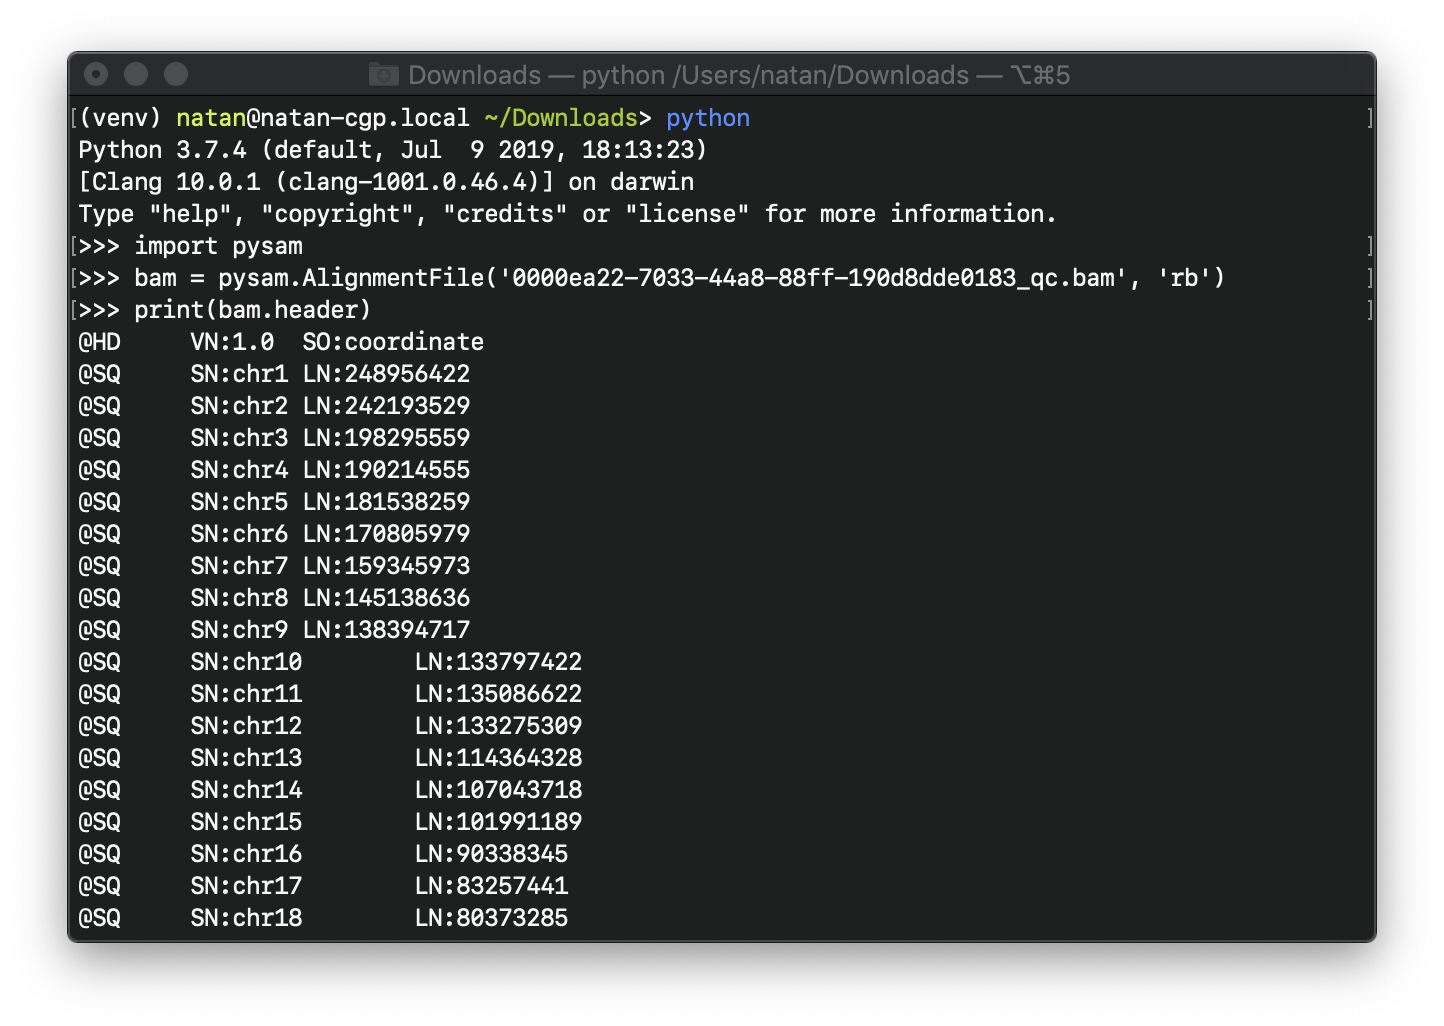 Downloads — python /Users/natan/Downloads — ⌥⌘5
[(venv) natan@natan-cgp.local ~/Downloads> python ]
Python 3.7.4 (default, Jul  9 2019, 18:13:23)
[Clang 10.0.1 (clang-1001.0.46.4)] on darwin
Type "help", "copyright", "credits" or "license" for more information.
[>>> import pysam ]
[>>> bam = pysam.AlignmentFile('0000ea22-7033-44a8-88ff-190d8dde0183_qc.bam', 'rb') ]
[>>> print(bam.header) ]
@HD     VN:1.0  SO:coordinate
@SQ     SN:chr1 LN:248956422
@SQ     SN:chr2 LN:242193529
@SQ     SN:chr3 LN:198295559
@SQ     SN:chr4 LN:190214555
@SQ     SN:chr5 LN:181538259
@SQ     SN:chr6 LN:170805979
@SQ     SN:chr7 LN:159345973
@SQ     SN:chr8 LN:145138636
@SQ     SN:chr9 LN:138394717
@SQ     SN:chr10        LN:133797422
@SQ     SN:chr11        LN:135086622
@SQ     SN:chr12        LN:133275309
@SQ     SN:chr13        LN:114364328
@SQ     SN:chr14        LN:107043718
@SQ     SN:chr15        LN:101991189
@SQ     SN:chr16        LN:90338345
@SQ     SN:chr17        LN:83257441
@SQ     SN:chr18        LN:80373285